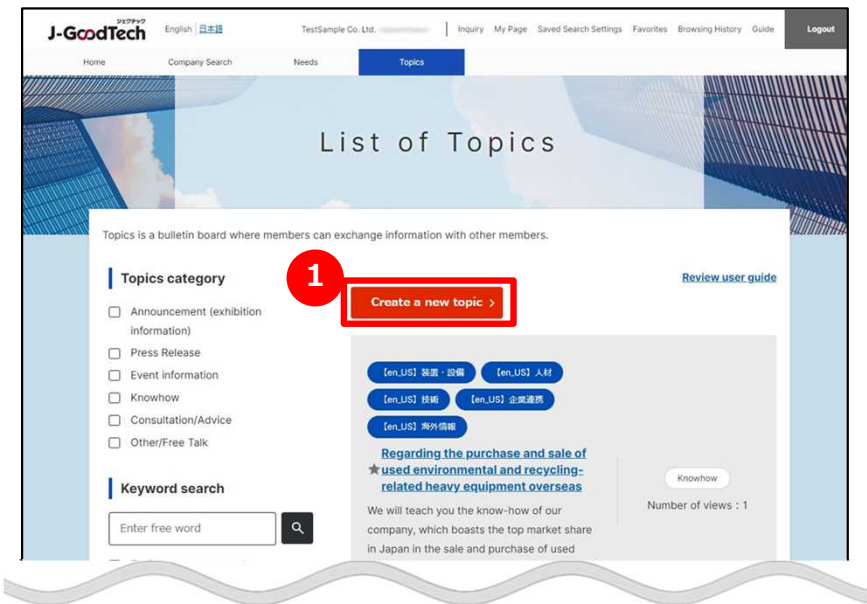 ジェグテック
J-GoodTech
English 日本語
TestSample Co. Ltd.
Inquiry My Page Saved Search Settings Favorites Browsing History Guide
Logout
Home Company Search Needs Topics
List of Topics
Topics is a bulletin board where members can exchange information with other members.
Topics category
Announcement (exhibition
information)
Press Release
Event information
Knowhow
Consultation/Advice
Other/Free Talk
Keyword search
Enter free word
1
Create a new topic >
Review user guide
【en_US】装置・設備 【en_US】人材
【en_US】技術 【en_US】企業連携
【en_US】海外情報
Regarding the purchase and sale of
used environmental and recycling-
related heavy equipment overseas
We will teach you the know-how of our
company, which boasts the top market share
in Japan in the sale and purchase of used
Knowhow
Number of views : 1